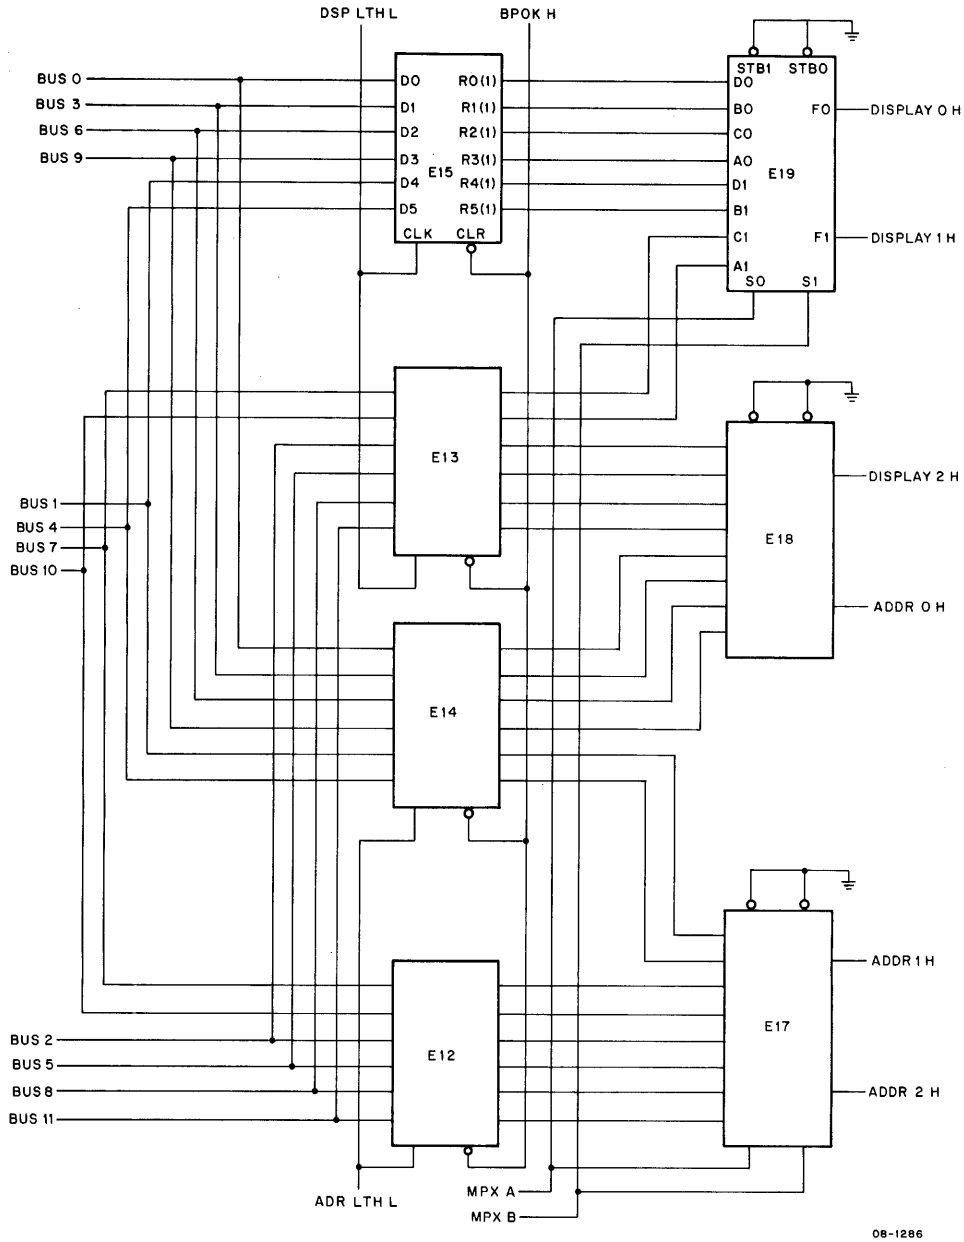 DSP LTH L
BPOK H
BUS 0
BUS 3
BUS 6
BUS 9
D0
D1
D2
D3
D4
D5
E15
R0(1)
R1(1)
R2(1)
R3(1)
R4(1)
R5(1)
CLK
CLR
STB1
STB0
D0
B0
C0
A0
D1
B1
C1
A1
F0
F1
E19
S0
S1
DISPLAY 0 H
DISPLAY 1 H
E13
BUS 1
BUS 4
BUS 7
BUS 10
E18
DISPLAY 2 H
ADDR 0 H
E14
BUS 2
BUS 5
BUS 8
BUS 11
E12
E17
ADDR 1 H
ADDR 2 H
ADR LTH L
MPX A
MPX B
08-1286